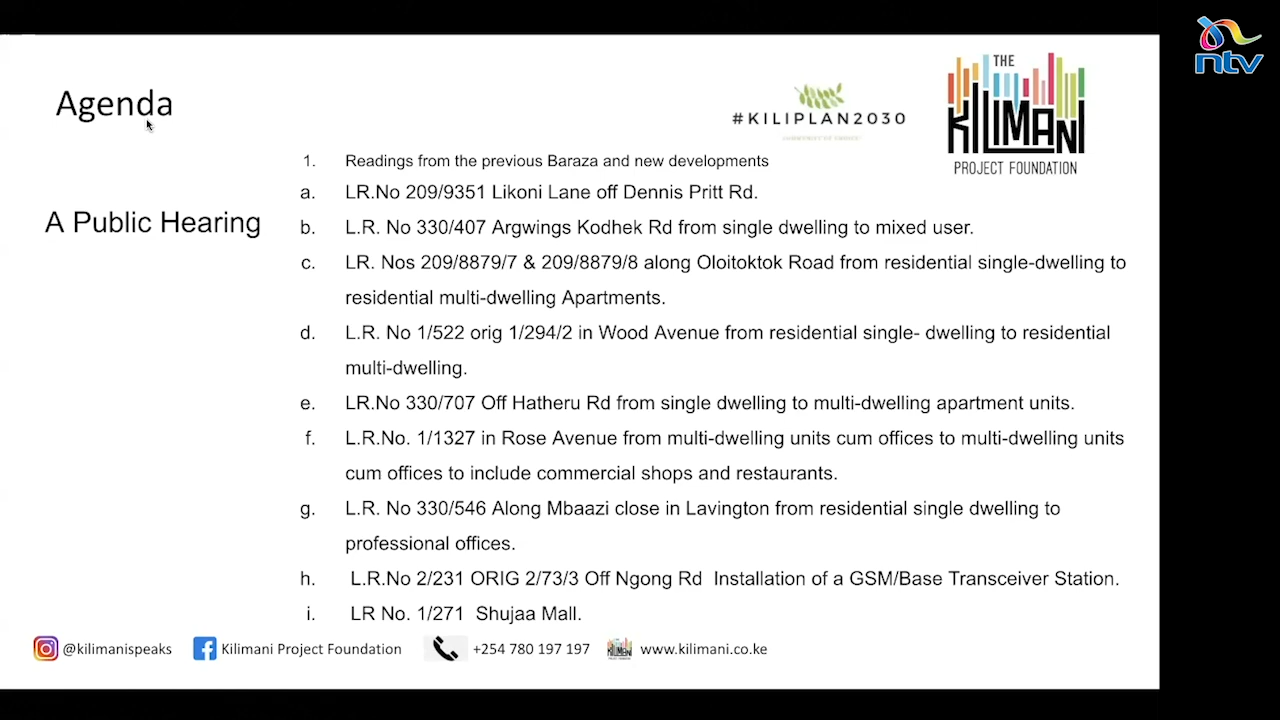 ntv
Agenda
#KILIPLAN2030
THE
KILIMANI
PROJECT FOUNDATION
A Public Hearing
1. Readings from the previous Baraza and new developments
a. LR.No 209/9351 Likoni Lane off Dennis Pritt Rd.
b. L.R. No 330/407 Argwings Kodhek Rd from single dwelling to mixed user.
c. LR. Nos 209/8879/7 & 209/8879/8 along Oloitoktok Road from residential single-dwelling to
residential multi-dwelling Apartments.
d. L.R. No 1/522 orig 1/294/2 in Wood Avenue from residential single- dwelling to residential
multi-dwelling.
e. LR.No 330/707 Off Hatheru Rd from single dwelling to multi-dwelling apartment units.
f. L.R.No. 1/1327 in Rose Avenue from multi-dwelling units cum offices to multi-dwelling units
cum offices to include commercial shops and restaurants.
g. L.R. No 330/546 Along Mbaazi close in Lavington from residential single dwelling to
professional offices.
h. L.R.No 2/231 ORIG 2/73/3 Off Ngong Rd Installation of a GSM/Base Transceiver Station.
i. LR No. 1/271 Shujaa Mall.
@kilimanispeaks Kilimani Project Foundation +254 780 197 197 www.kilimani.co.ke